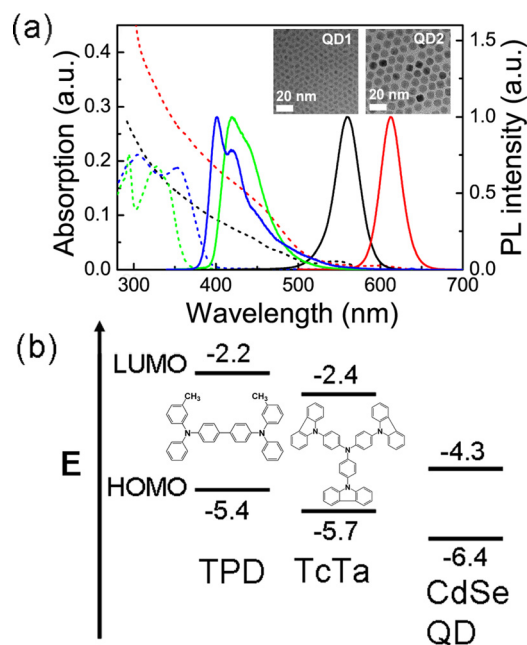 (a)
QD1
QD2
20 nm
20 nm
Absorption (a.u.)
0.4
0.3
0.2
0.1
0.0
PL intensity (a.u.)
1.5
1.0
0.5
0.0
300
400
500
600
700
Wavelength (nm)
(b)
E
LUMO
-2.2
-2.4
CH₃
CH₃
N
N
N
N
N
N
-4.3
HOMO
-5.4
-5.7
-6.4
TPD
TcTa
CdSe
QD